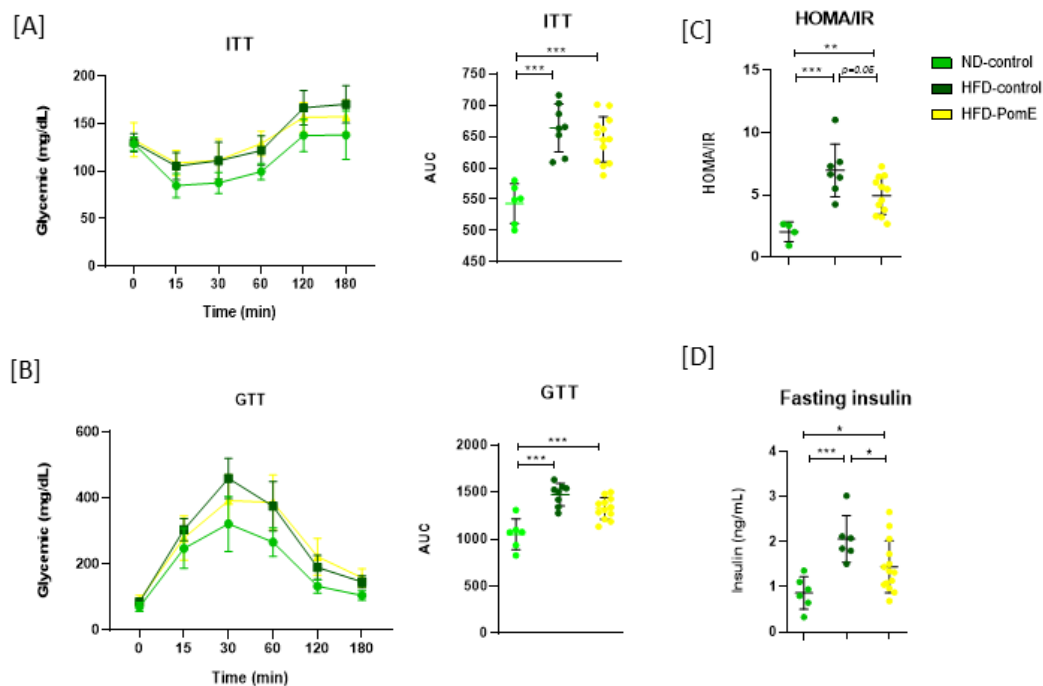 [A]
ITT
Glycemic (mg/dL)
200
150
100
50
0
0 15 30 60 120 180
Time (min)
ITT
*** 
***
AUC
750
700
650
600
550
500
450
[C]
HOMA/IR
**
*** p=0.06
HOMA/IR
15
10
5
0
ND-control
HFD-control
HFD-PomE
[B]
GTT
Glycemic (mg/dL)
600
400
200
0
0 15 30 60 120 180
Time (min)
GTT
***
***
AUC
2000
1500
1000
500
0
[D]
Fasting insulin
*
*** *
Insulin (ng/mL)
4
3
2
1
0